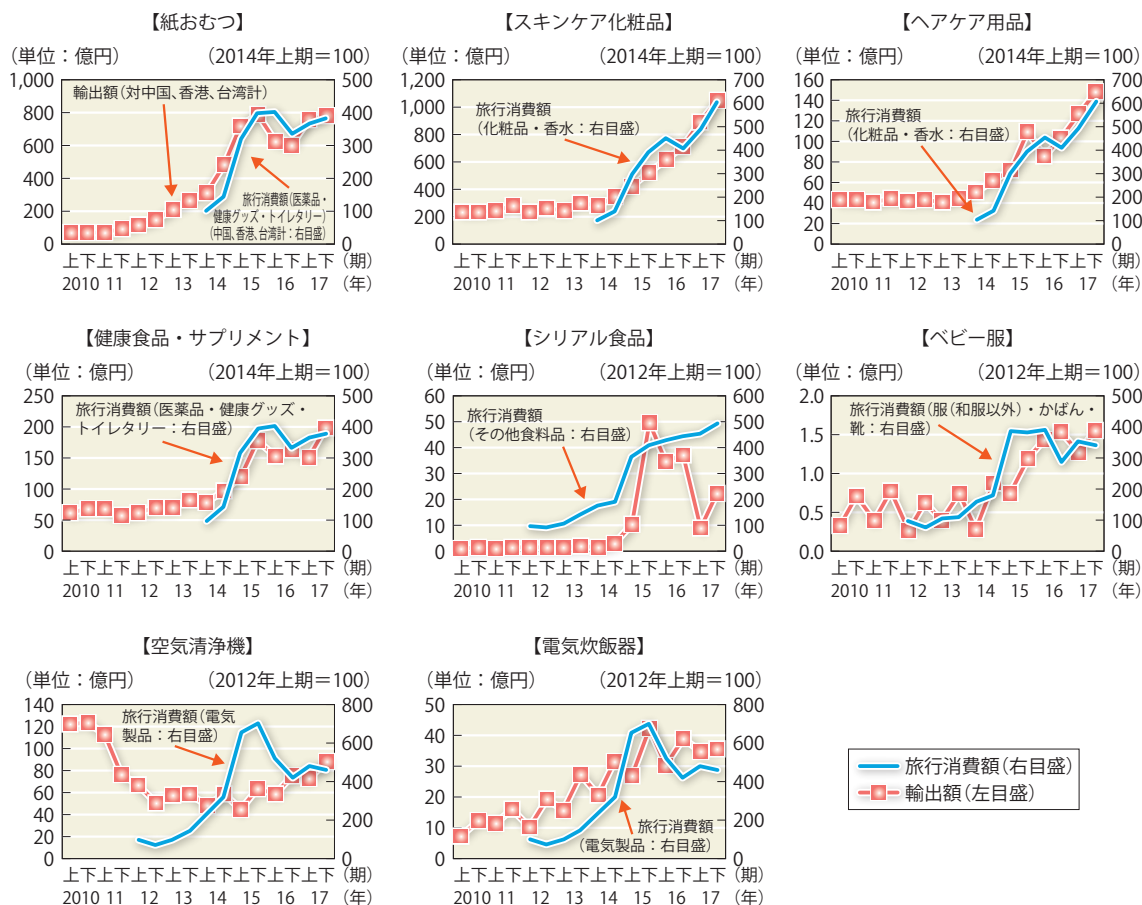 【紙おむつ】
(単位：億円)
(2014年上期＝100)
1,000
800
600
400
200
0
500
400
300
200
100
0
輸出額(対中国、香港、台湾計)
旅行消費額(医薬品・
健康グッズ・トイレタリー)
(中国、香港、台湾計：右目盛)
上下上下上下上下上下上下上下上下(期)
2010 11 12 13 14 15 16 17 (年)
【スキンケア化粧品】
(単位：億円)
(2014年上期＝100)
1,200
1,000
800
600
400
200
0
700
600
500
400
300
200
100
0
旅行消費額
(化粧品・香水：右目盛)
上下上下上下上下上下上下上下上下(期)
2010 11 12 13 14 15 16 17 (年)
【ヘアケア用品】
(単位：億円)
(2014年上期＝100)
160
140
120
100
80
60
40
20
0
700
600
500
400
300
200
100
0
旅行消費額
(化粧品・香水：右目盛)
上下上下上下上下上下上下上下上下(期)
2010 11 12 13 14 15 16 17 (年)
【健康食品・サプリメント】
(単位：億円)
(2014年上期＝100)
250
200
150
100
50
0
500
400
300
200
100
0
旅行消費額(医薬品・健康グッズ・
トイレタリー：右目盛)
上下上下上下上下上下上下上下上下(期)
2010 11 12 13 14 15 16 17 (年)
【シリアル食品】
(単位：億円)
(2012年上期＝100)
60
50
40
30
20
10
0
600
500
400
300
200
100
0
旅行消費額
(その他食料品：右目盛)
上下上下上下上下上下上下上下上下(期)
2010 11 12 13 14 15 16 17 (年)
【ベビー服】
(単位：億円)
(2012年上期＝100)
2.0
1.5
1.0
0.5
0.0
500
400
300
200
100
0
旅行消費額(服(和服以外)・かばん・
靴：右目盛)
上下上下上下上下上下上下上下上下(期)
2010 11 12 13 14 15 16 17 (年)
【空気清浄機】
(単位：億円)
(2012年上期＝100)
140
120
100
80
60
40
20
0
800
600
400
200
0
旅行消費額(電気
製品：右目盛)
上下上下上下上下上下上下上下上下(期)
2010 11 12 13 14 15 16 17 (年)
【電気炊飯器】
(単位：億円)
(2012年上期＝100)
50
40
30
20
10
0
800
600
400
200
0
旅行消費額
(電気製品：右目盛)
上下上下上下上下上下上下上下上下(期)
2010 11 12 13 14 15 16 17 (年)
旅行消費額(右目盛)
輸出額(左目盛)